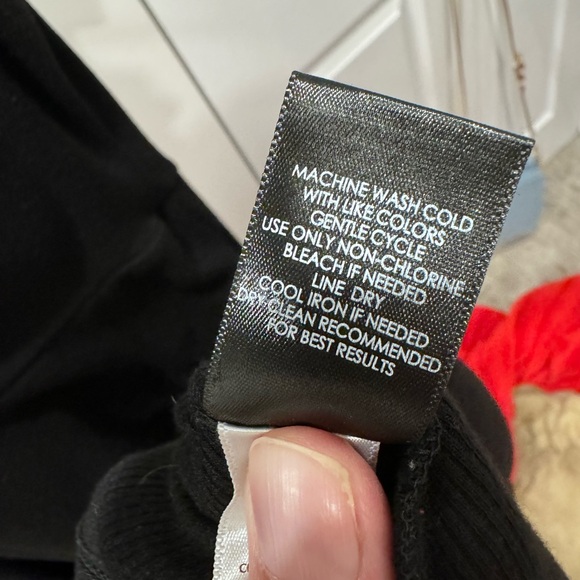 MACHINE WASH COLD
WITH LIKE COLORS
GENTLE CYCLE
USE ONLY NON-CHLORINE
BLEACH IF NEEDED
LINE DRY
COOL IRON IF NEEDED
DRY CLEAN RECOMMENDED
FOR BEST RESULTS